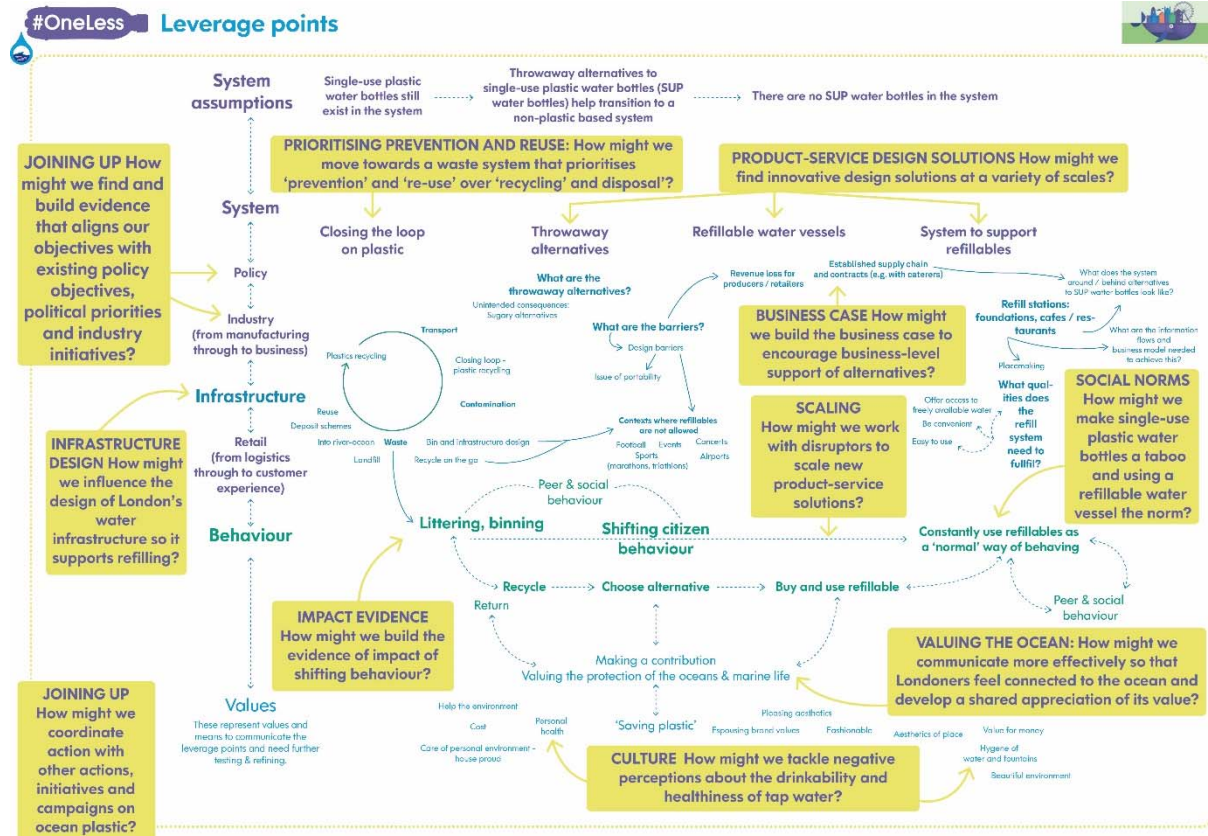 #OneLess
Leverage points
System
assumptions
Single-use plastic
water bottles still
exist in the system
Throwaway alternatives to
single-use plastic water bottles (SUP
water bottles) help transition to a
non-plastic based system
There are no SUP water bottles in the system
JOINING UP How
might we find and
build evidence
that aligns our
objectives with
existing policy
objectives,
political priorities
and industry
initiatives?
PRIORITISING PREVENTION AND REUSE: How might we
move towards a waste system that prioritises
'prevention' and 're-use' over 'recycling' and disposal'?
PRODUCT-SERVICE DESIGN SOLUTIONS How might we
find innovative design solutions at a variety of scales?
System
Closing the loop
on plastic
Throwaway
alternatives
Refillable water vessels
System to support
refillables
Policy
Industry
(from manufacturing
through to business)
What are the
throwaway alternatives?
Unintended consequences:
Sugary alternatives
Revenue loss for
producers / retailers
Established supply chain
and contracts (e.g. with caterers)
What does the system
around / behind alternatives
to SUP water bottles look like?
Refill stations:
foundations, cafes / res-
taurants
What are the information
flows and
business model needed
to achieve this?
Transport
Plastics recycling
Closing loop -
plastic recycling
Contamination
What are the barriers?
Design barriers
Issue of portability
BUSINESS CASE How might
we build the business case to
encourage business-level
support of alternatives?
Placemaking
What qual-
ities does
the
refill
system
need to
fullfil?
Offer access to
freely available water
Be convenient
Easy to use
SOCIAL NORMS
How might we
make single-use
plastic water
bottles a taboo
and using a
refillable water
vessel the norm?
Infrastructure
Reuse
Deposit schemes
Into river-ocean
Waste
Landfill
Bin and infrastructure design
Recycle on the go
Contexts where refillables
are not allowed
Football
Events
Concerts
Sports
(marathons, triathlons)
Airports
SCALING
How might we work
with disruptors to
scale new
product-service
solutions?
INFRASTRUCTURE
DESIGN How might
we influence the
design of London's
water
infrastructure so it
supports refilling?
Retail
(from logistics
through to customer
experience)
Peer & social
behaviour
Behaviour
Littering, binning
Shifting citizen
behaviour
Constantly use refillables as
a 'normal' way of behaving
Recycle
Choose alternative
Buy and use refillable
Return
Peer & social
behaviour
IMPACT EVIDENCE
How might we build the
evidence of impact of
shifting behaviour?
Making a contribution
Valuing the protection of the oceans & marine life
VALUING THE OCEAN: How might we
communicate more effectively so that
Londoners feel connected to the ocean and
develop a shared appreciation of its value?
JOINING UP
How might we
coordinate
action with
other actions,
initiatives and
campaigns on
ocean plastic?
Values
These represent values and
means to communicate the
leverage points and need further
testing & refining.
Help the environment
Cost
Personal
health
Care of personal environment -
house proud
'Saving plastic'
Pleasing aesthetics
Espousing brand values
Fashionable
Aesthetics of place
Value for money
Hygene of
water and fountains
Beautiful environment
CULTURE How might we tackle negative
perceptions about the drinkability and
healthiness of tap water?